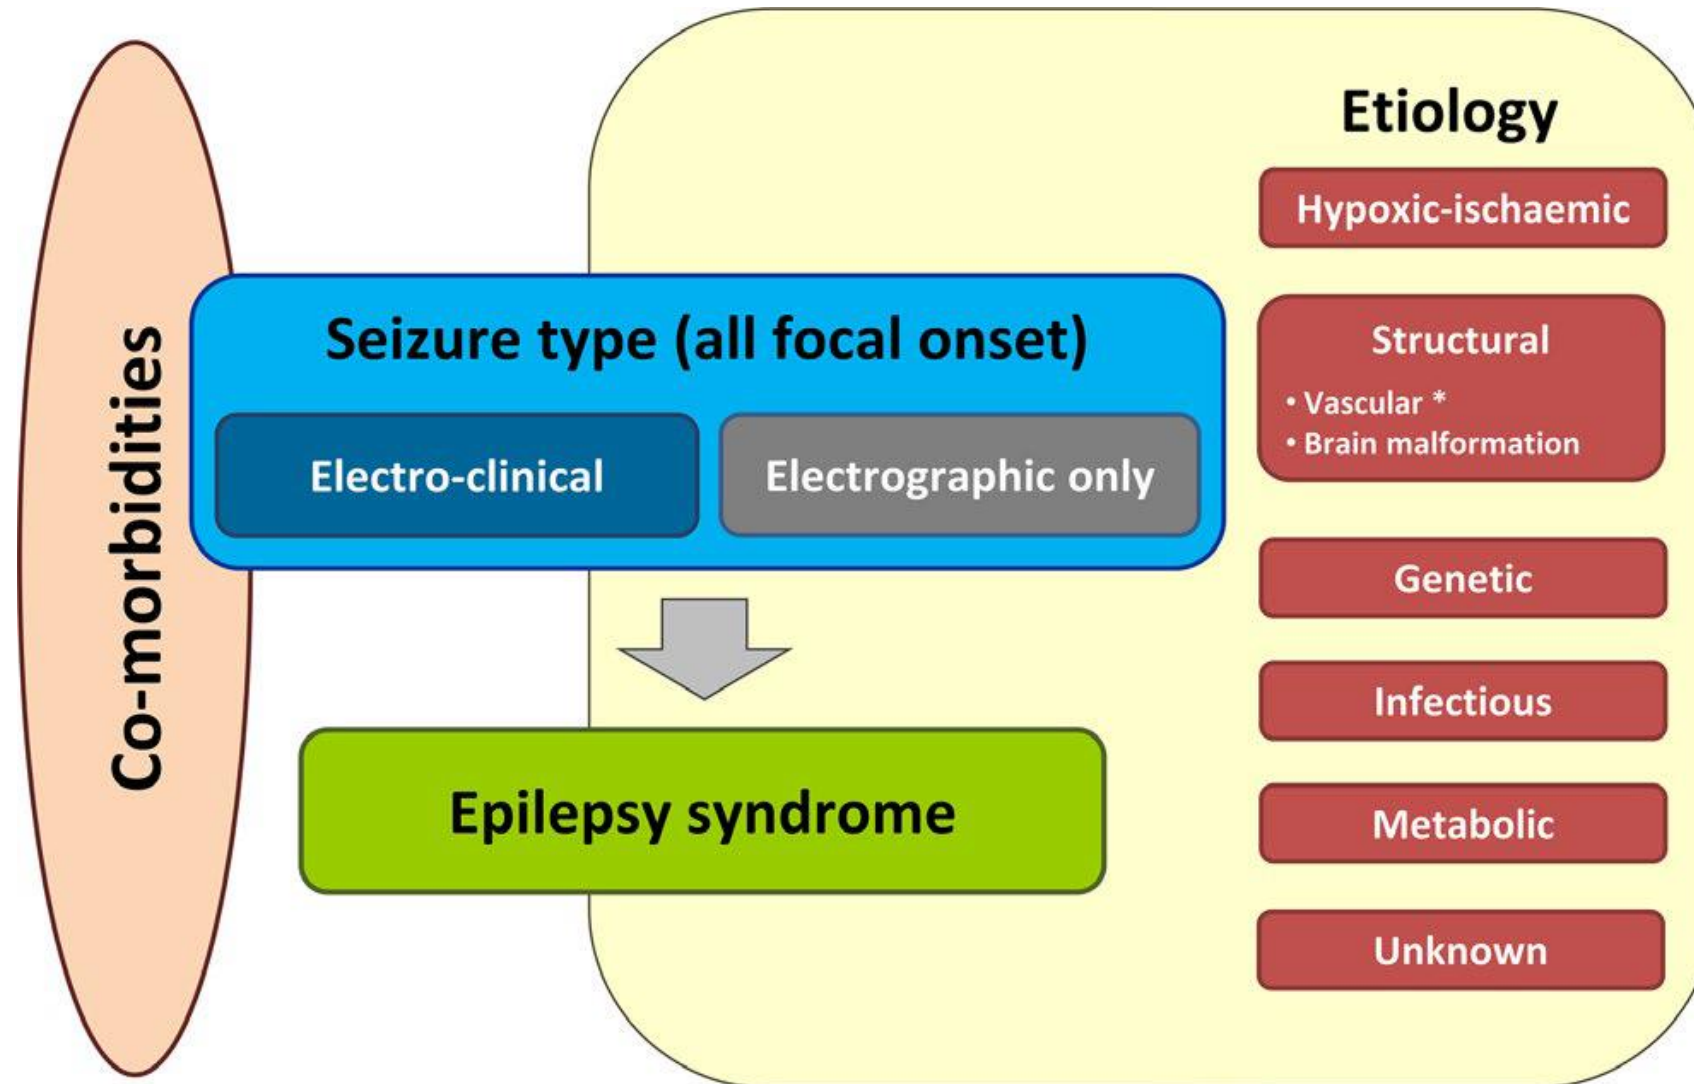 Co-morbidities
Seizure type (all focal onset)
Electro-clinical
Electrographic only
Epilepsy syndrome
Etiology
Hypoxic-ischaemic
Structural
• Vascular *
• Brain malformation
Genetic
Infectious
Metabolic
Unknown